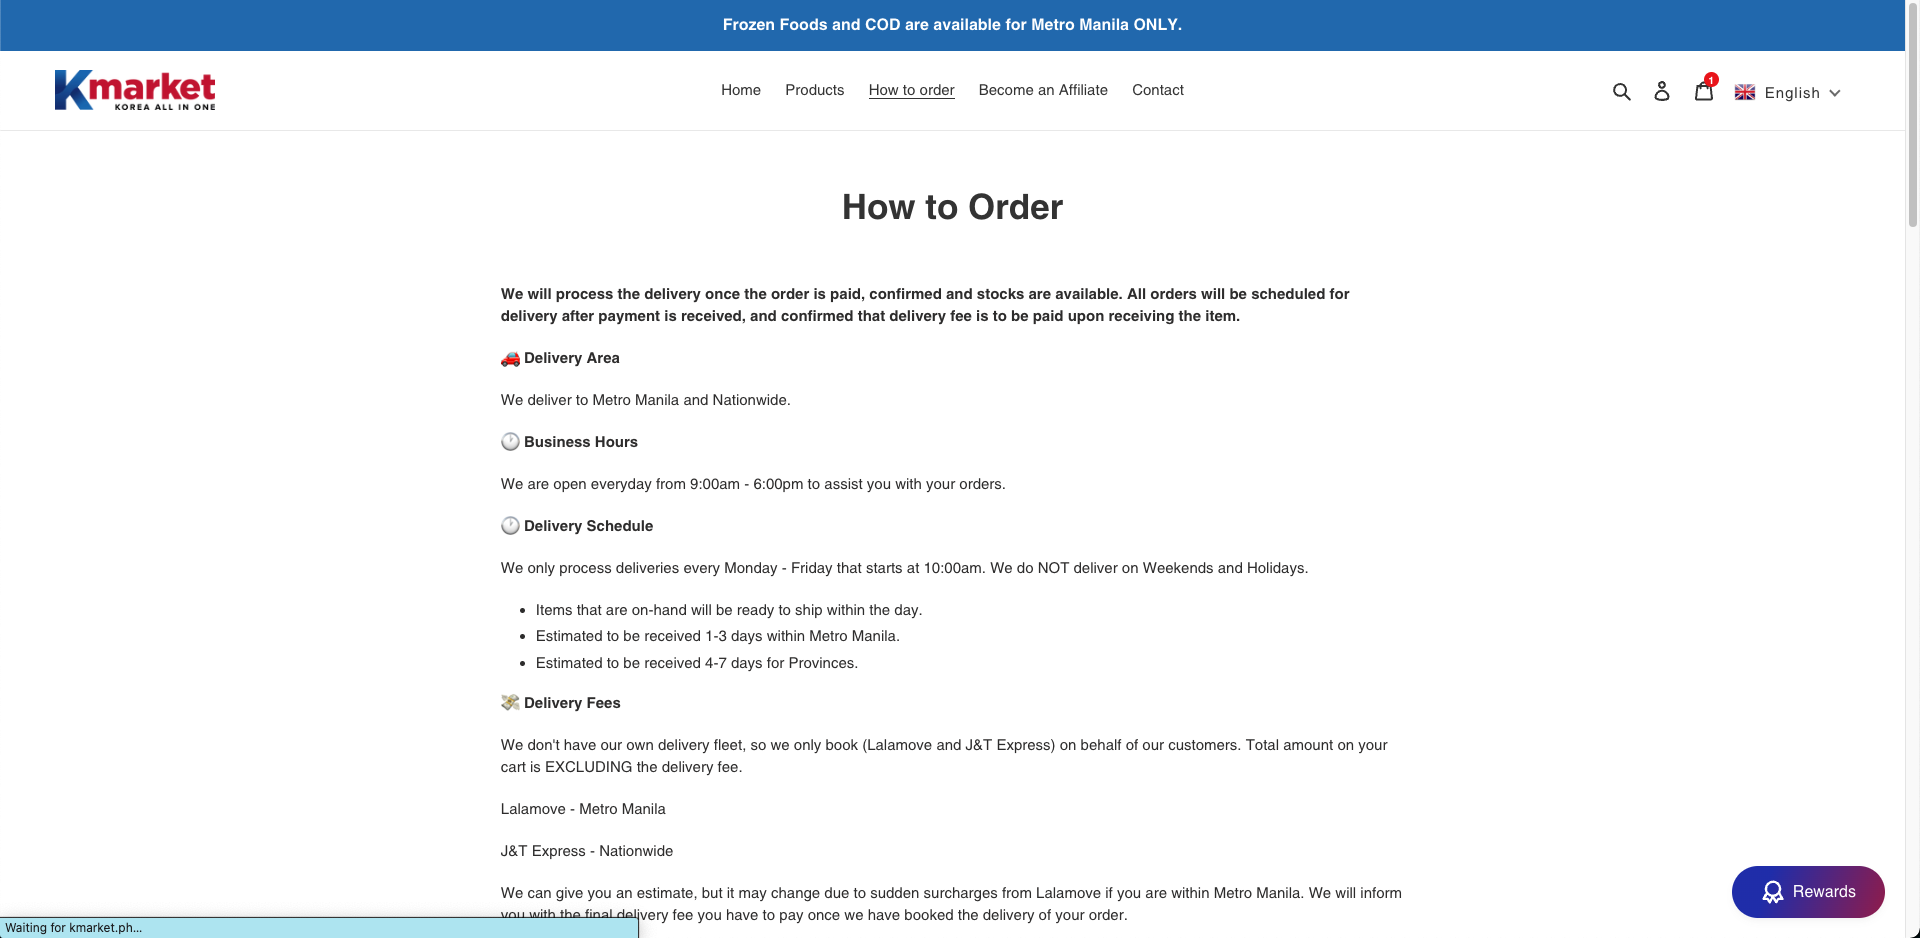 Frozen Foods and COD are available for Metro Manila ONLY.
Kmarket
KOREA ALL IN ONE
Home Products How to order Become an Affiliate Contact
1
English
How to Order
We will process the delivery once the order is paid, confirmed and stocks are available. All orders will be scheduled for
delivery after payment is received, and confirmed that delivery fee is to be paid upon receiving the item.
🚗 Delivery Area
We deliver to Metro Manila and Nationwide.
🕐 Business Hours
We are open everyday from 9:00am - 6:00pm to assist you with your orders.
🕐 Delivery Schedule
We only process deliveries every Monday - Friday that starts at 10:00am. We do NOT deliver on Weekends and Holidays.
• Items that are on-hand will be ready to ship within the day.
• Estimated to be received 1-3 days within Metro Manila.
• Estimated to be received 4-7 days for Provinces.
💸 Delivery Fees
We don't have our own delivery fleet, so we only book (Lalamove and J&T Express) on behalf of our customers. Total amount on your
cart is EXCLUDING the delivery fee.
Lalamove - Metro Manila
J&T Express - Nationwide
We can give you an estimate, but it may change due to sudden surcharges from Lalamove if you are within Metro Manila. We will inform
you with the final delivery fee you have to pay once we have booked the delivery of your order.
Rewards
Waiting for kmarket.ph...